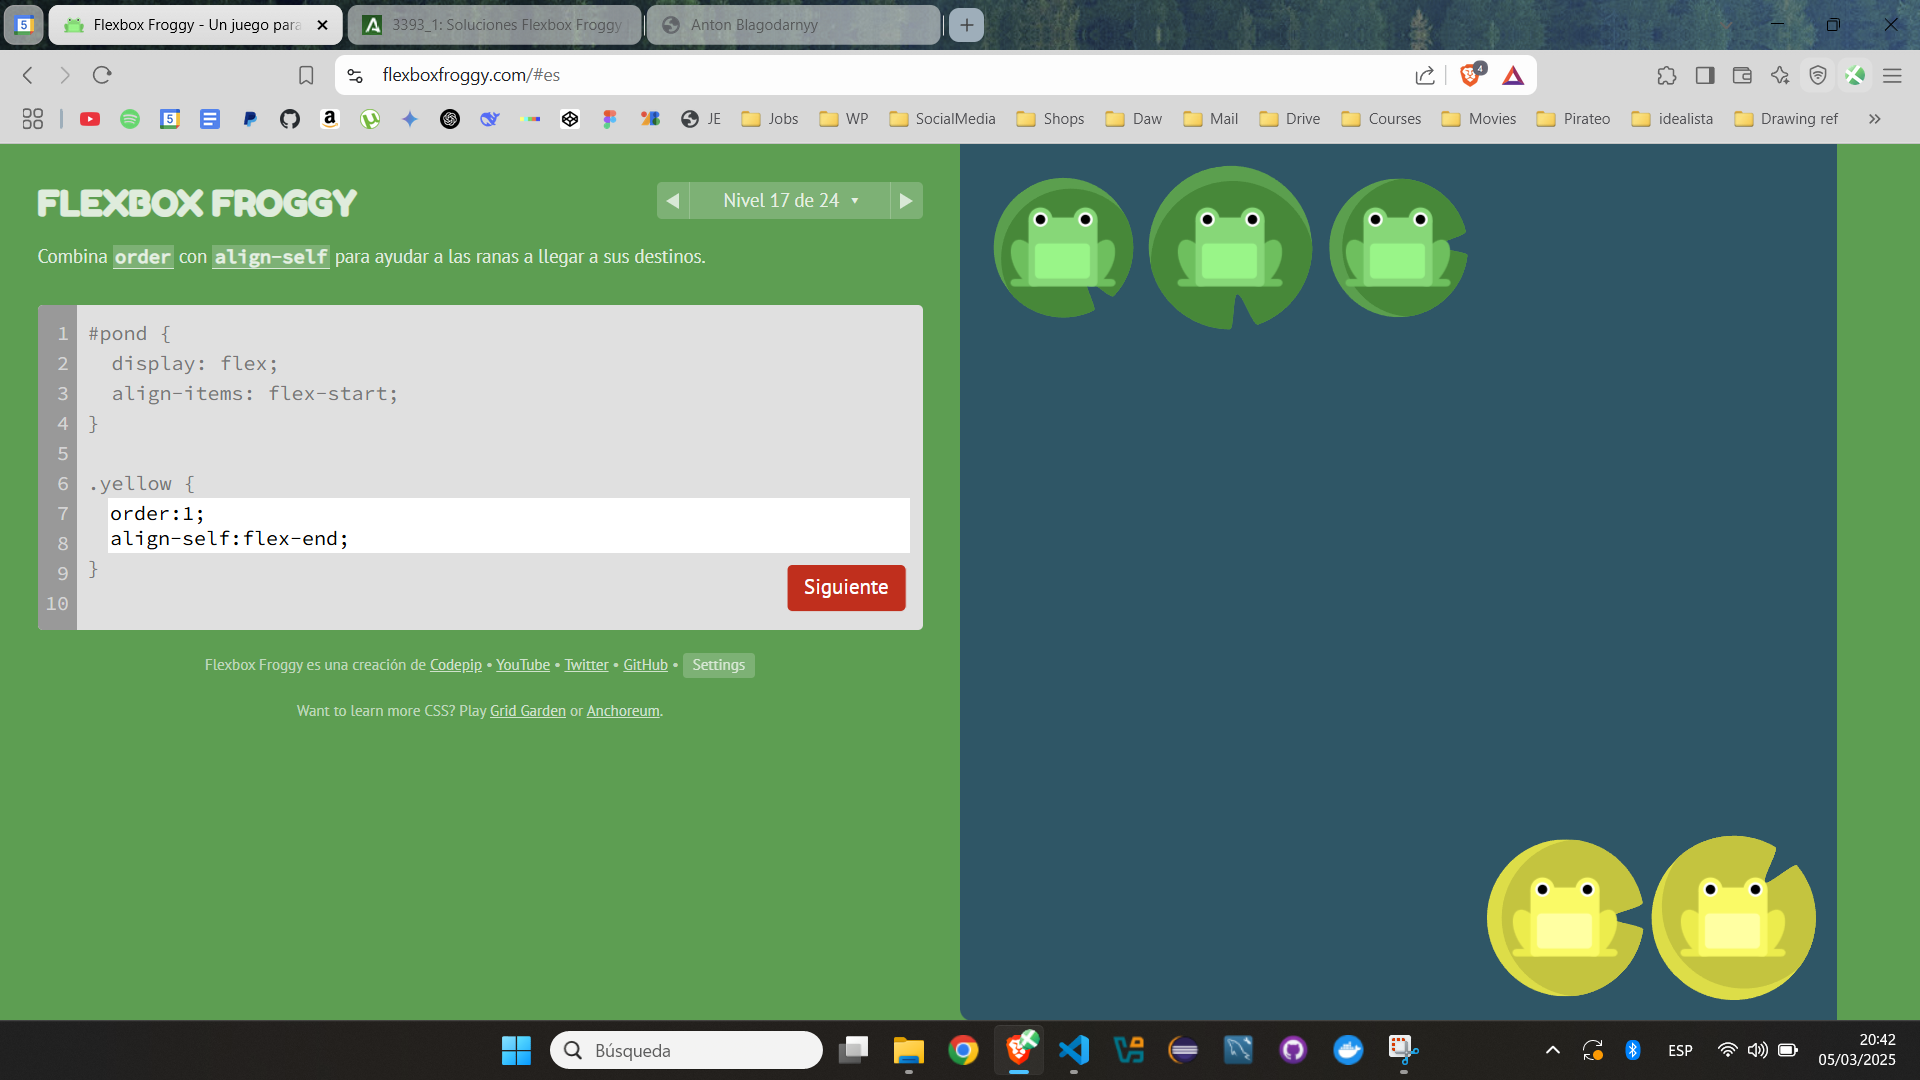 5
Flexbox Froggy - Un juego para
3393_1: Soluciones Flexbox Froggy
Anton Blagodarnyy
flexboxfroggy.com/#es
4
5
JE
Jobs
WP
SocialMedia
Shops
Daw
Mail
Drive
Courses
Movies
Pirateo
idealista
Drawing ref
FLEXBOX FROGGY
Nivel 17 de 24
Combina order con align-self para ayudar a las ranas a llegar a sus destinos.
1 #pond {
2 display: flex;
3 align-items: flex-start;
4 }
5
6 .yellow {
7 order:1;
8 align-self:flex-end;
9 }
10
Siguiente
Flexbox Froggy es una creación de Codepip • YouTube • Twitter • GitHub • Settings
Want to learn more CSS? Play Grid Garden or Anchoreum.
Búsqueda
ESP
20:42
05/03/2025